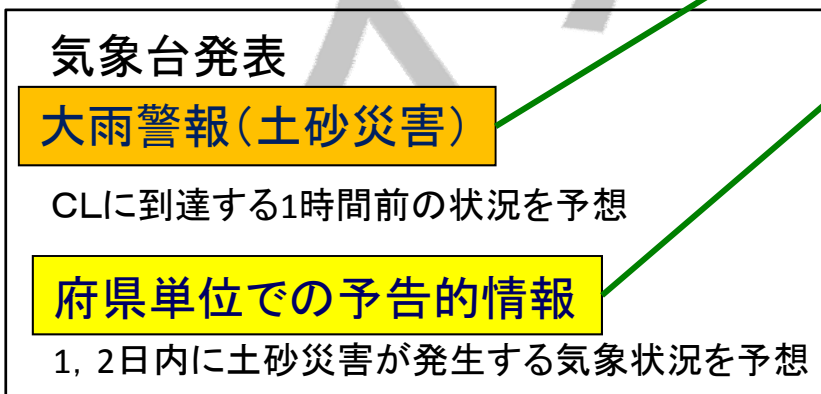 気象台発表
大雨警報(土砂災害)
CLに到達する1時間前の状況を予想
府県単位での予告的情報
1, 2日内に土砂災害が発生する気象状況を予想